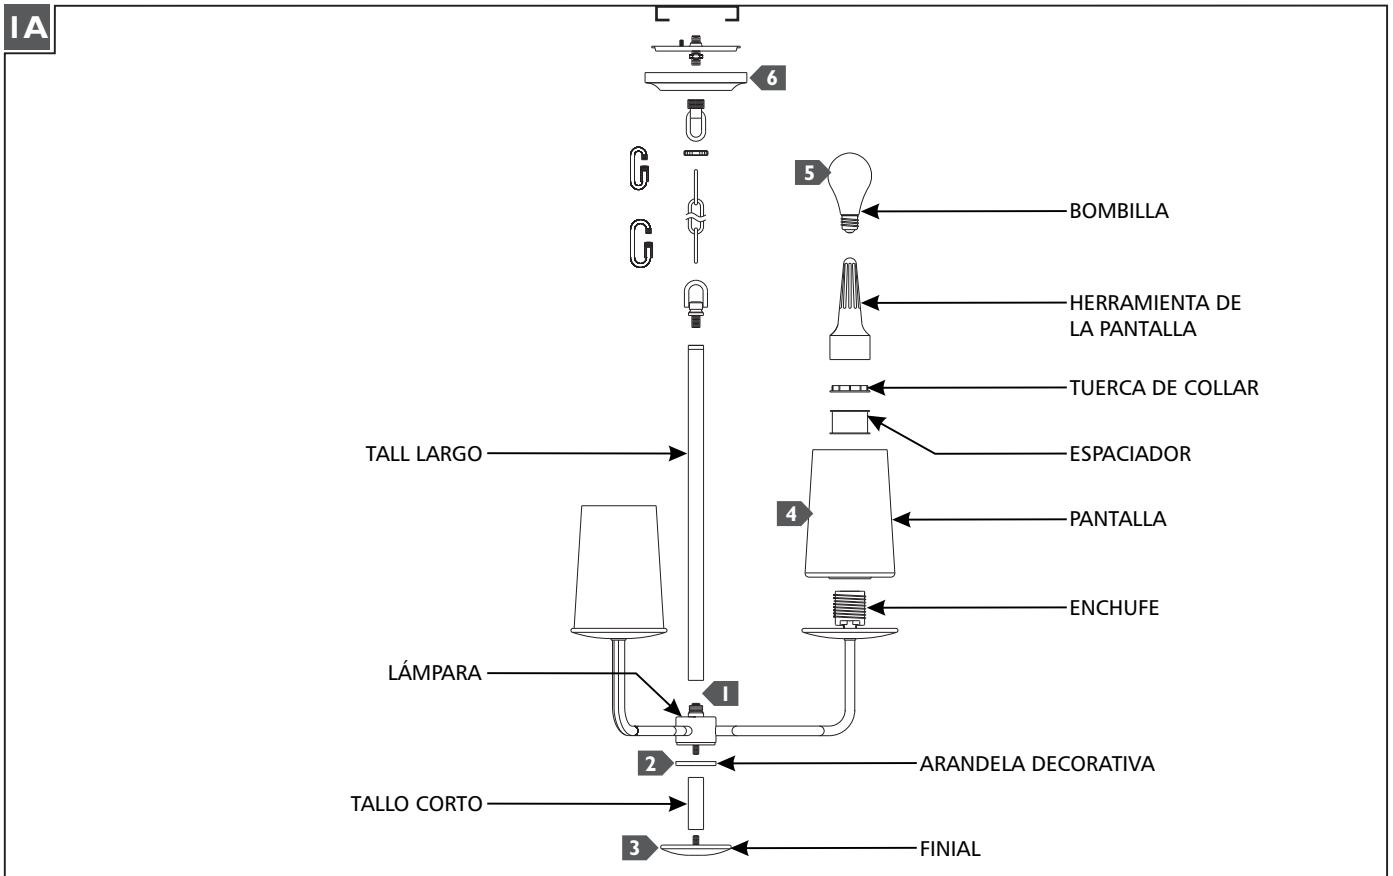 1A
6
5
BOMBILLA
HERRAMIENTA DE
LA PANTALLA
TUERCA DE COLLAR
TALL LARGO
ESPACIADOR
4
PANTALLA
ENCHUFE
LÁMPARA
1
2
ARANDELA DECORATIVA
TALLO CORTO
3
FINIAL